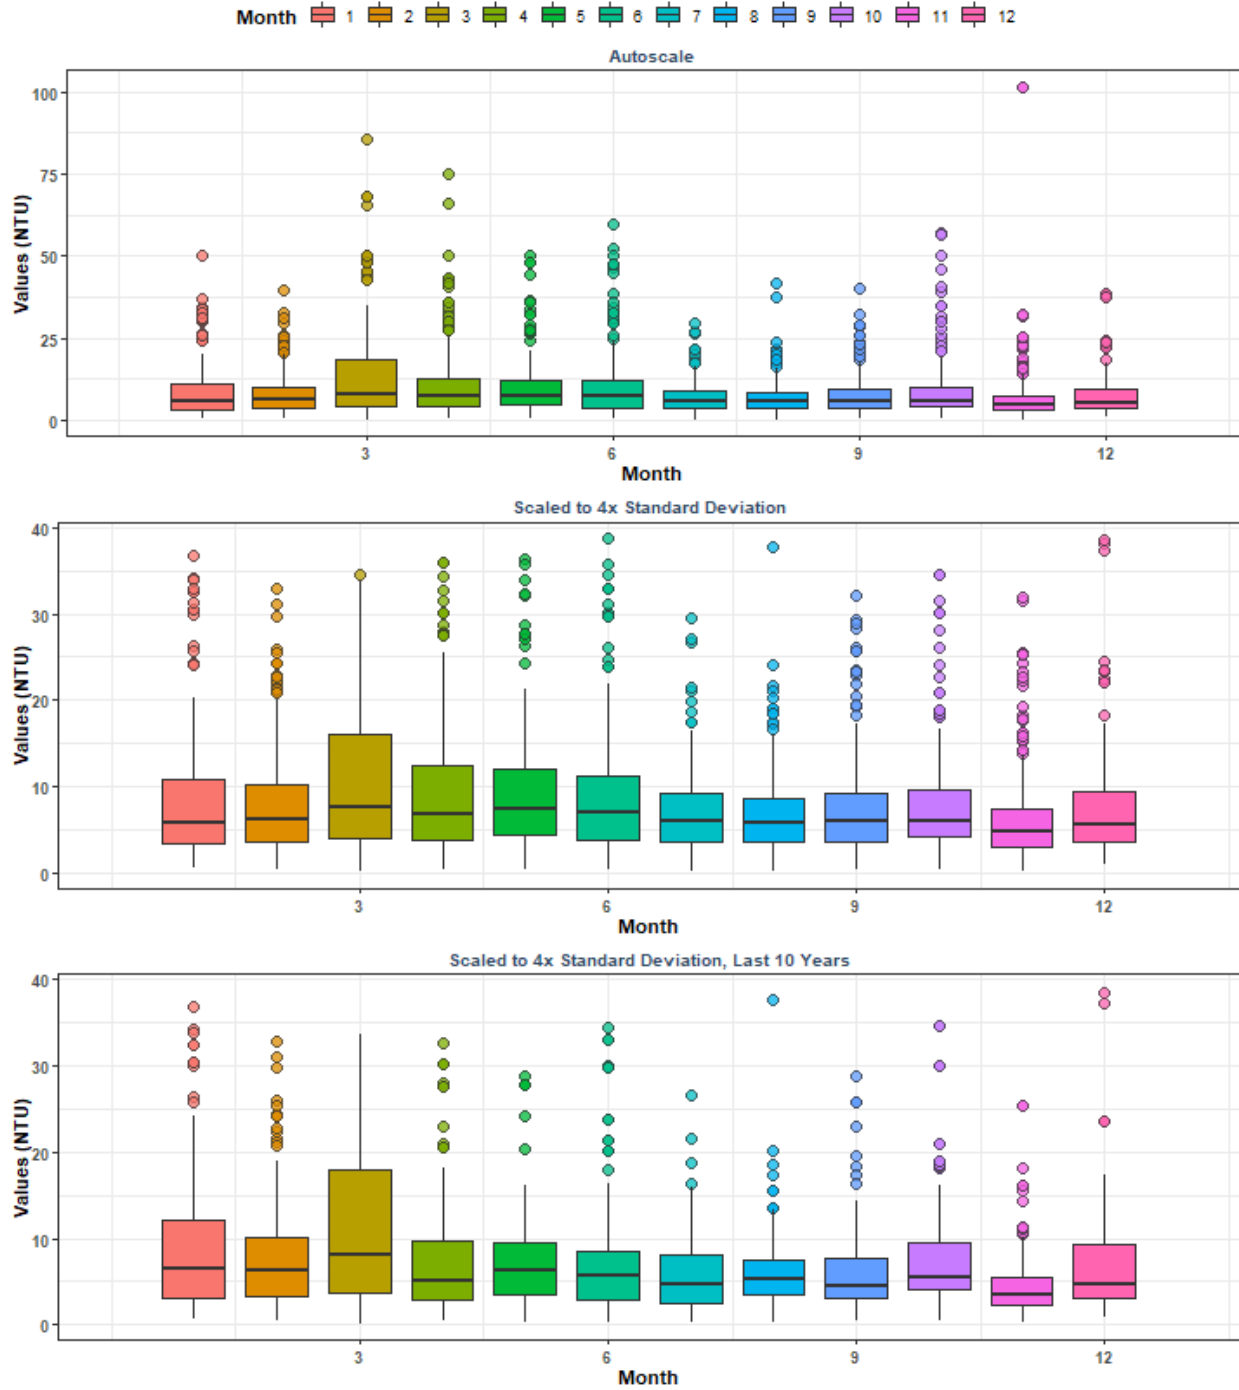 Month 1 2 3 4 5 6 7 8 9 10 11 12
Autoscale
Values (NTU)
100
75
50
25
0
3 6 9 12
Month
Scaled to 4x Standard Deviation
Values (NTU)
40
30
20
10
0
3 6 9 12
Month
Scaled to 4x Standard Deviation, Last 10 Years
Values (NTU)
40
30
20
10
0
3 6 9 12
Month